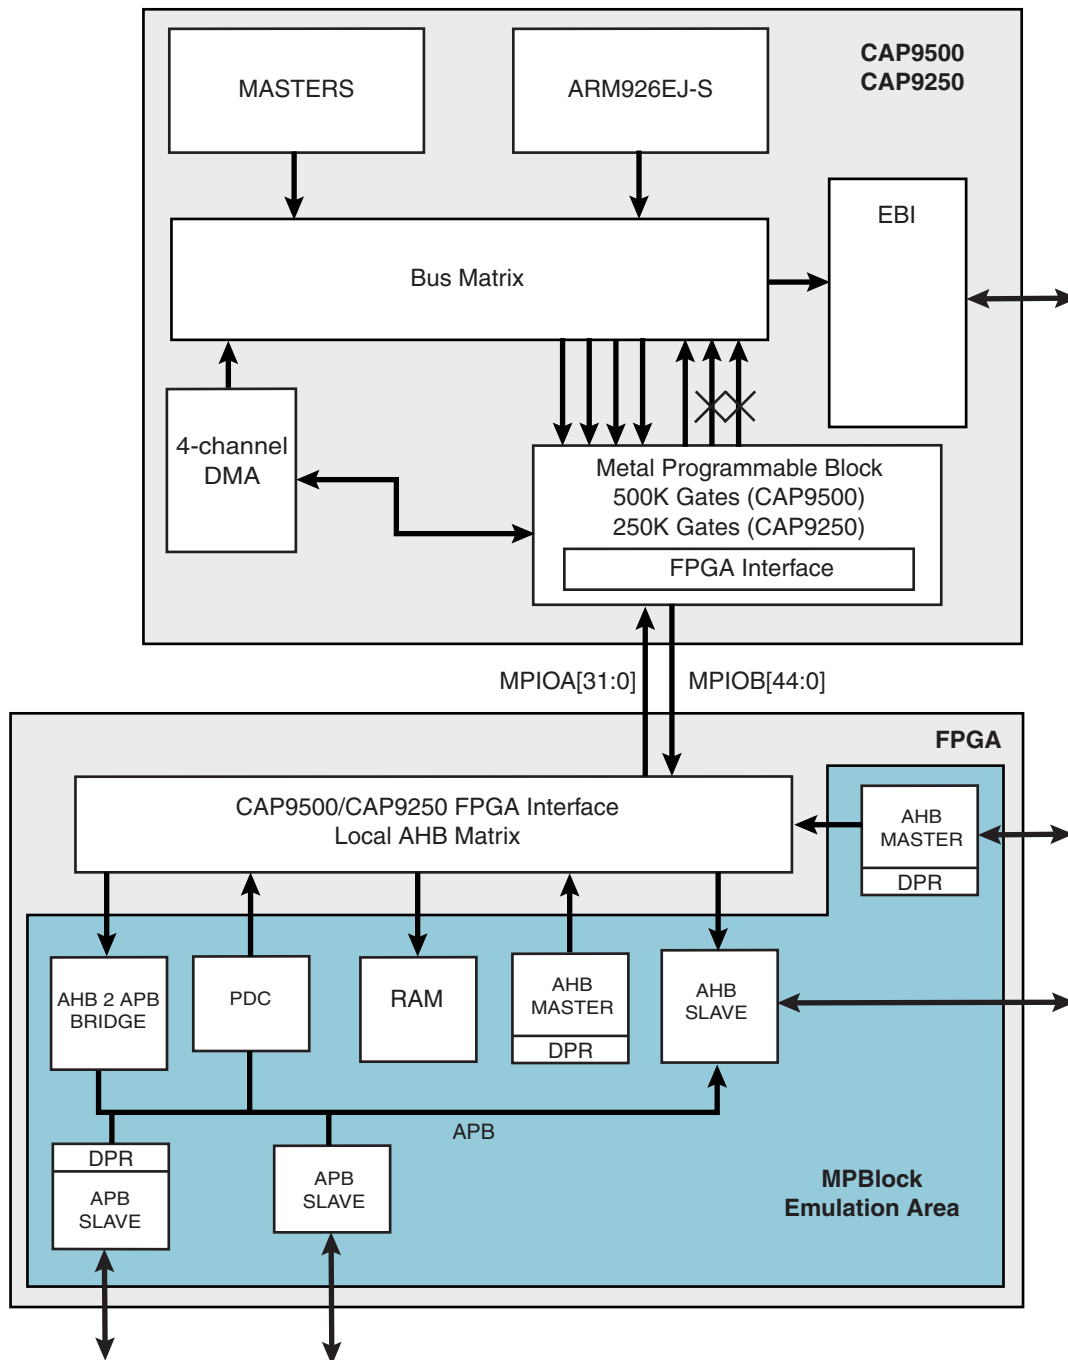 CAP9500
CAP9250
MASTERS
ARM926EJ-S
EBI
Bus Matrix
4-channel
DMA
Metal Programmable Block
500K Gates (CAP9500)
250K Gates (CAP9250)
FPGA Interface
MPIOA[31:0]
MPIOB[44:0]
FPGA
CAP9500/CAP9250 FPGA Interface
Local AHB Matrix
AHB
MASTER
DPR
AHB 2 APB
BRIDGE
PDC
RAM
AHB
MASTER
DPR
AHB
SLAVE
APB
DPR
APB
SLAVE
APB
SLAVE
MPBlock
Emulation Area